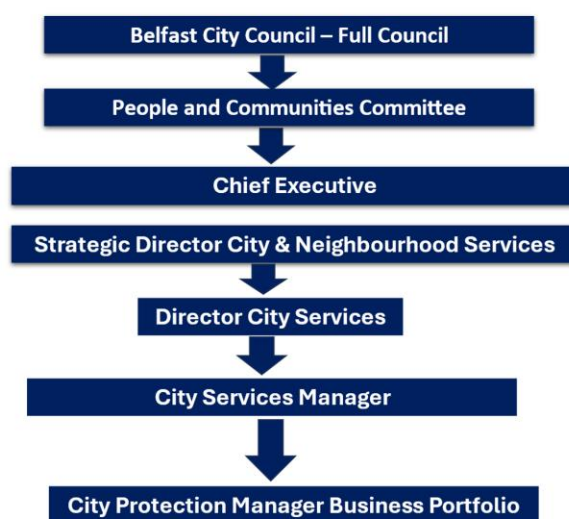 Belfast City Council – Full Council
People and Communities Committee
Chief Executive
Strategic Director City & Neighbourhood Services
Director City Services
City Services Manager
City Protection Manager Business Portfolio